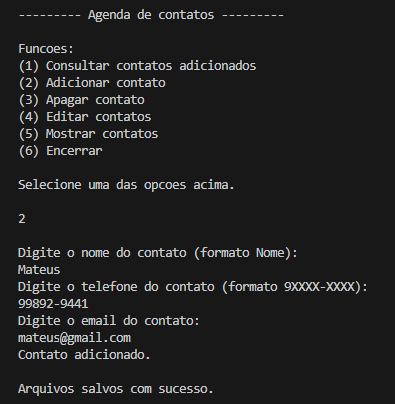 --------- Agenda de contatos ---------
Funcoes:
(1) Consultar contatos adicionados
(2) Adicionar contato
(3) Apagar contato
(4) Editar contatos
(5) Mostrar contatos
(6) Encerrar
Selecione uma das opcoes acima.
2
Digite o nome do contato (formato Nome):
Mateus
Digite o telefone do contato (formato 9XXXX-XXXX):
99892-9441
Digite o email do contato:
mateus@gmail.com
Contato adicionado.
Arquivos salvos com sucesso.